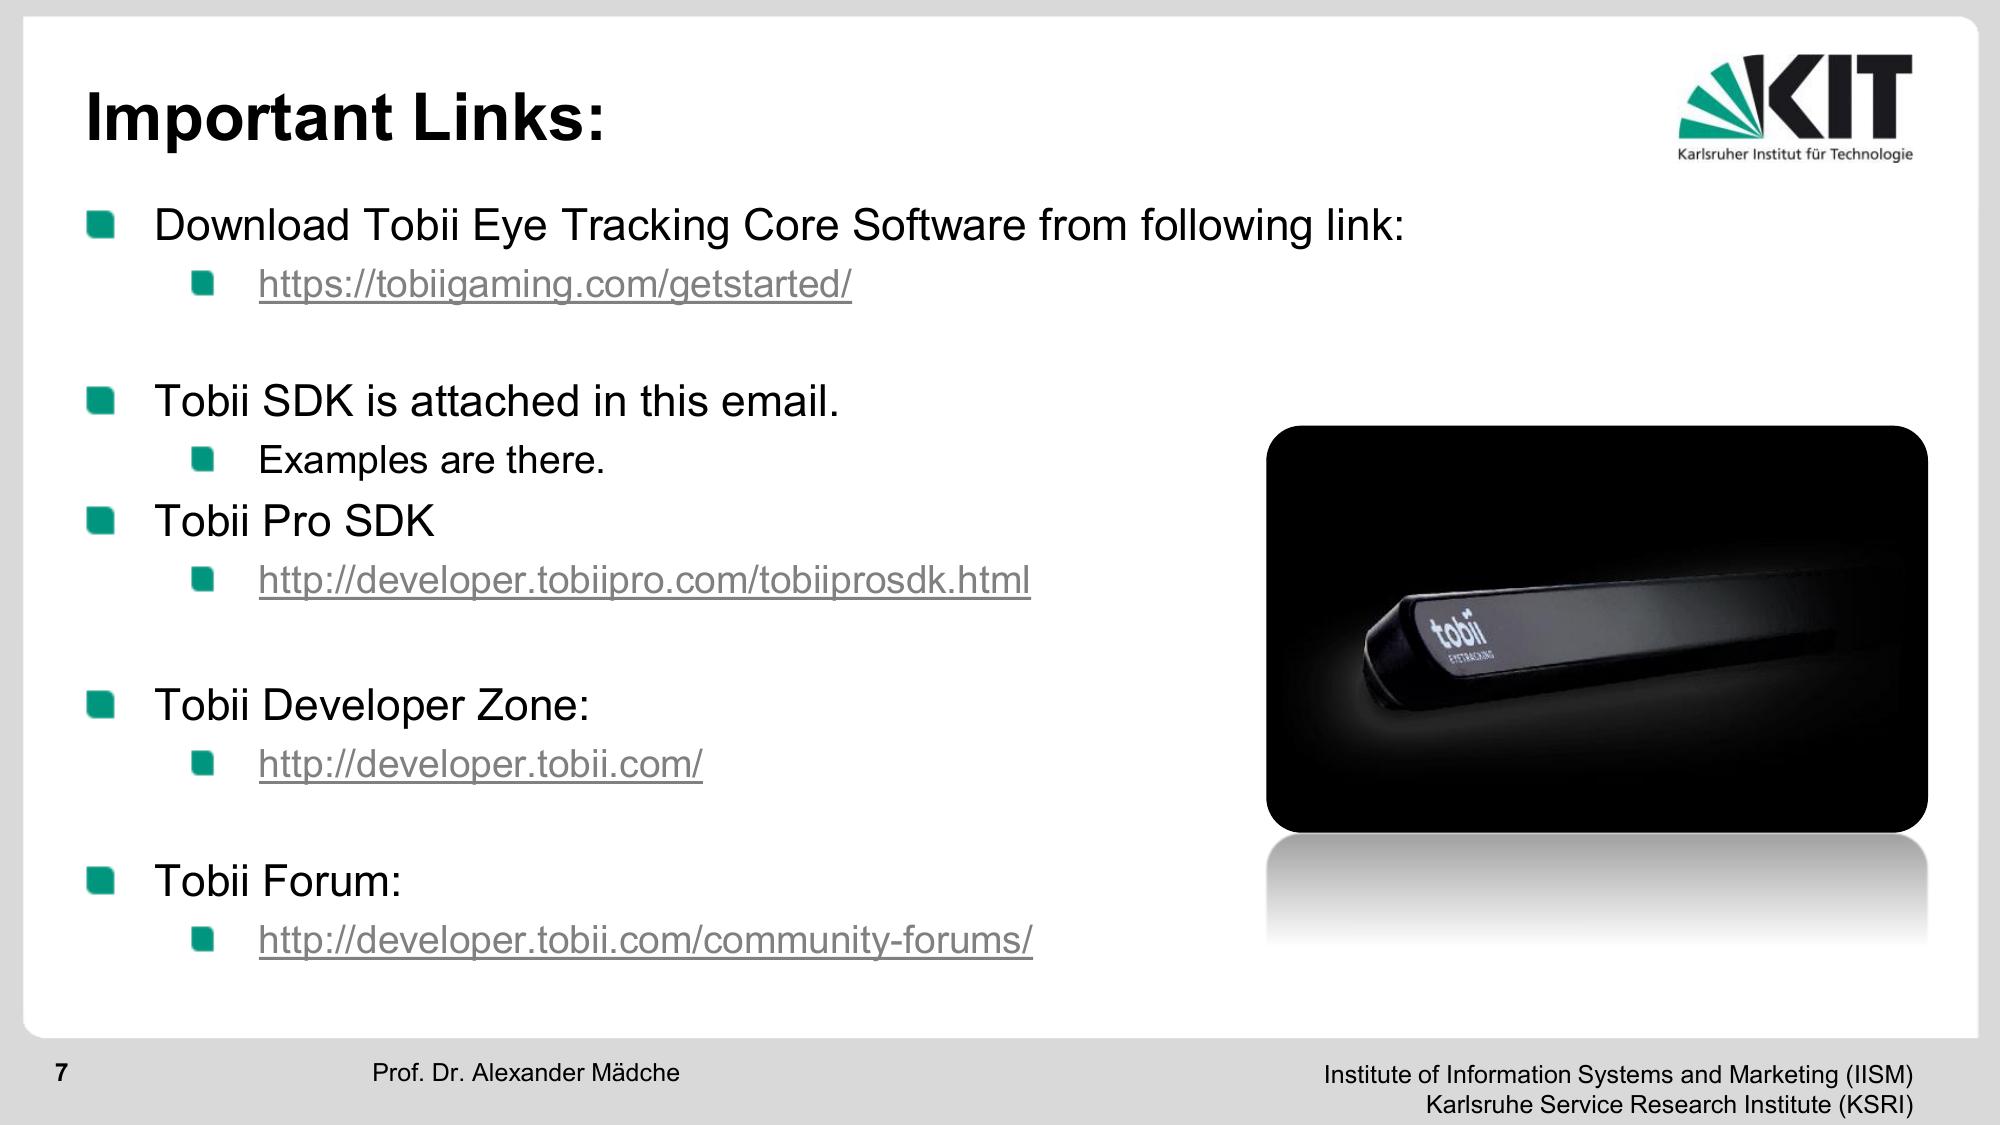 Important Links:
KIT
Karlsruher Institut für Technologie
Download Tobii Eye Tracking Core Software from following link:
https://tobiigaming.com/getstarted/
Tobii SDK is attached in this email.
Examples are there.
Tobii Pro SDK
http://developer.tobiipro.com/tobiiprosdk.html
tobii
EYETRACKING
Tobii Developer Zone:
http://developer.tobii.com/
Tobii Forum:
http://developer.tobii.com/community-forums/
7
Prof. Dr. Alexander Mädche
Institute of Information Systems and Marketing (IISM)
Karlsruhe Service Research Institute (KSRI)